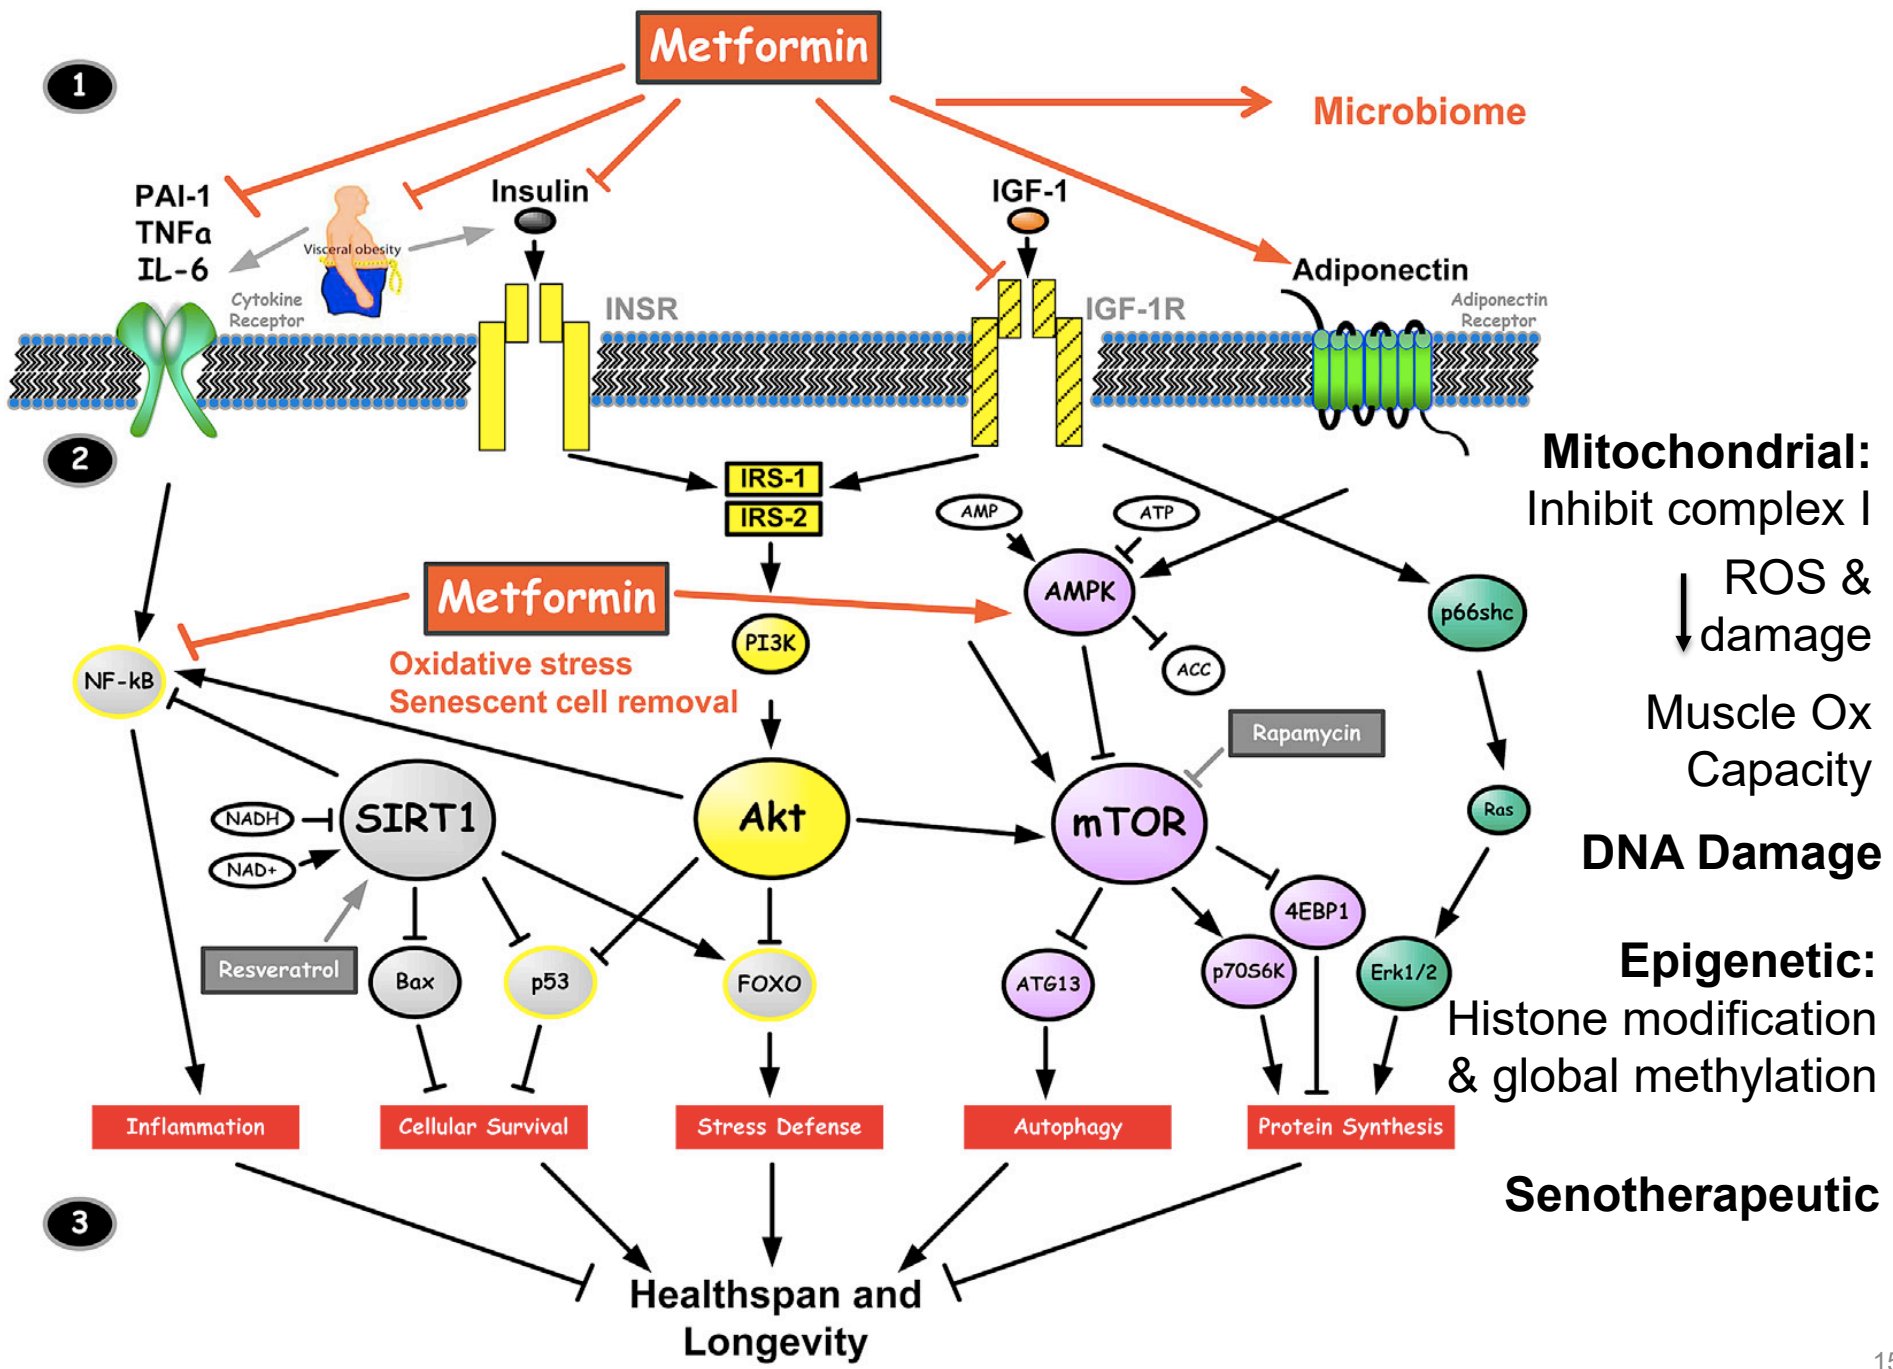 Metformin
1
Microbiome
PAI-1
TNFa
IL-6
Visceral obesity
Insulin
IGF-1
Adiponectin
Cytokine
Receptor
INSR
IGF-1R
Adiponectin
Receptor
2
IRS-1
IRS-2
AMP
ATP
Metformin
AMPK
PI3K
p66shc
ACC
NF-kB
Oxidative stress
Senescent cell removal
Rapamycin
NADH
NAD+
SIRT1
Akt
mTOR
Ras
Resveratrol
Bax
p53
FOXO
ATG13
p70S6K
4EBP1
Erk1/2
Inflammation
Cellular Survival
Stress Defense
Autophagy
Protein Synthesis
3
Healthspan and
Longevity
Mitochondrial:
Inhibit complex I
ROS &
damage
Muscle Ox
Capacity
DNA Damage
Epigenetic:
Histone modification
& global methylation
Senotherapeutic